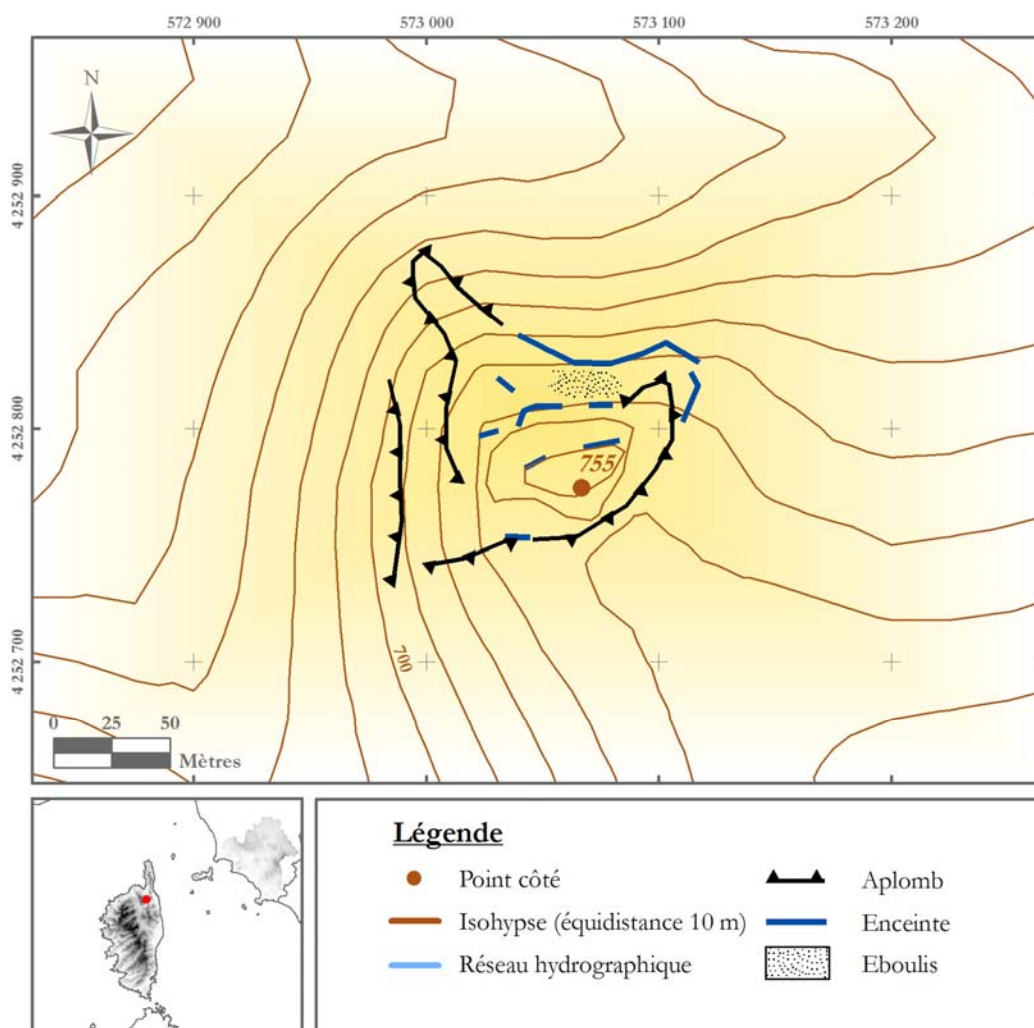 572 900 573 000 573 100 573 200
N
4 252 900
4 252 800
4 252 700
755
700
0 25 50
Mètres
Légende
Point côté
Isohypse (équidistance 10 m)
Réseau hydrographique
Aplomb
Enceinte
Eboulis